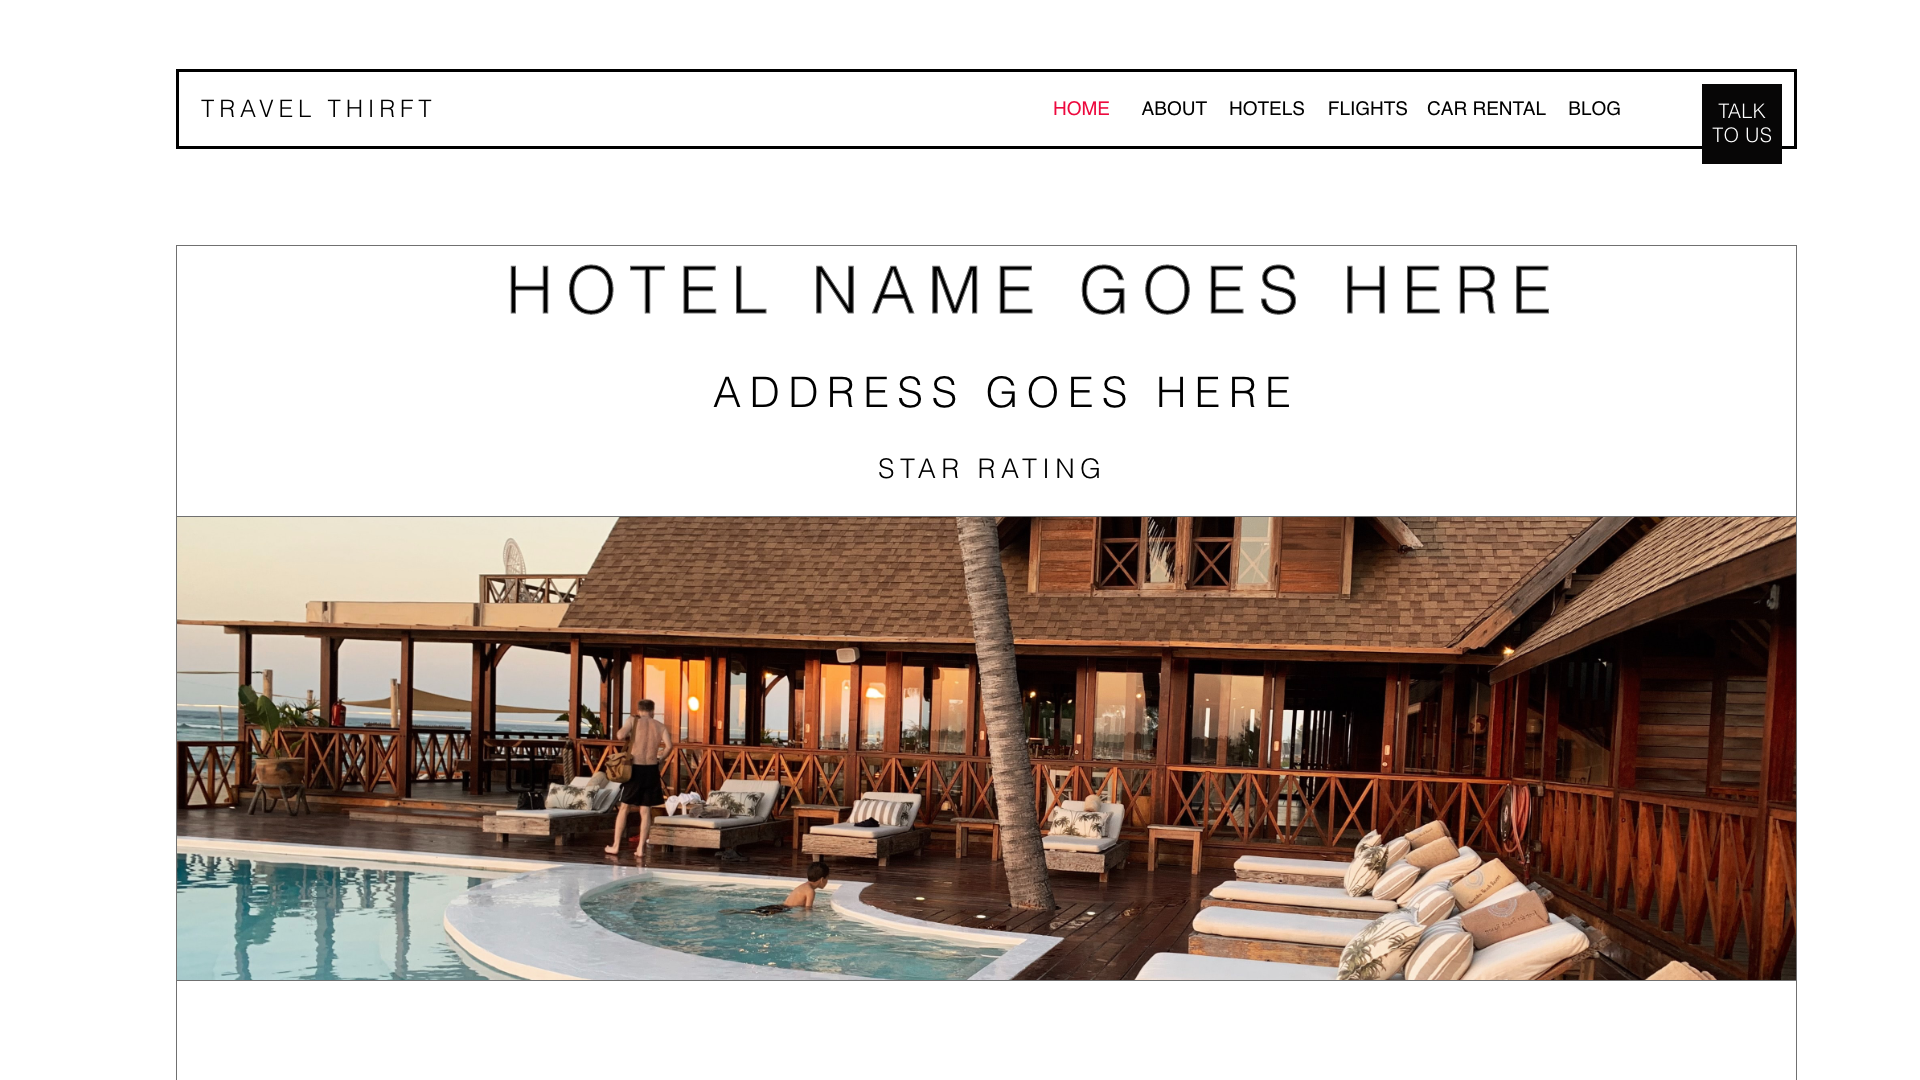 TRAVEL THIRFT
HOME ABOUT HOTELS FLIGHTS CAR RENTAL BLOG
TALK
TO US
HOTEL NAME GOES HERE
ADDRESS GOES HERE
STAR RATING